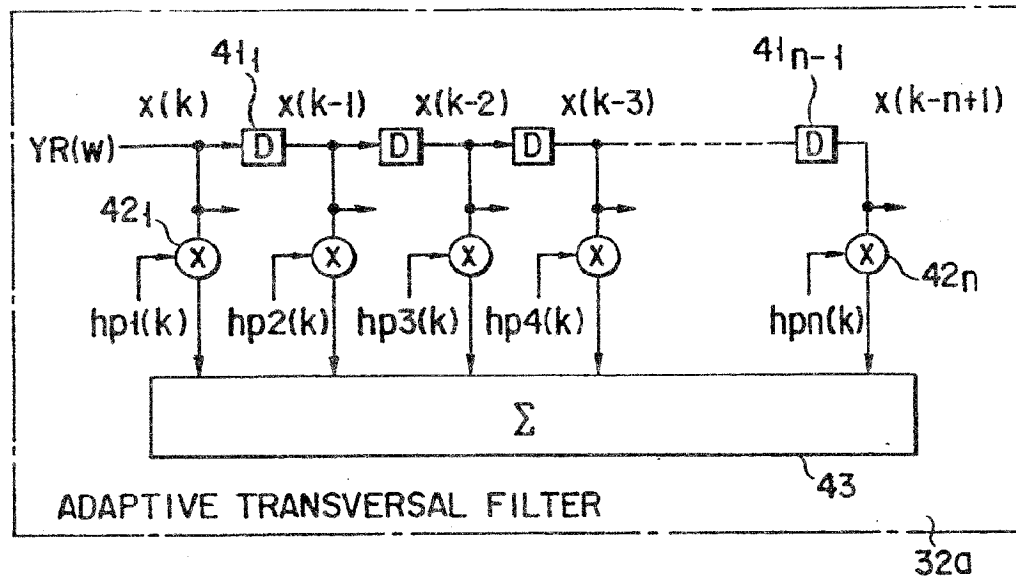 41₁ 41ₙ₋₁
x(k) x(k-1) x(k-2) x(k-3) x(k-n+1)
YR(w) D D D D
42₁ X X X X X 42ₙ
hp1(k) hp2(k) hp3(k) hp4(k) hpn(k)
Σ
43
ADAPTIVE TRANSVERSAL FILTER
32a